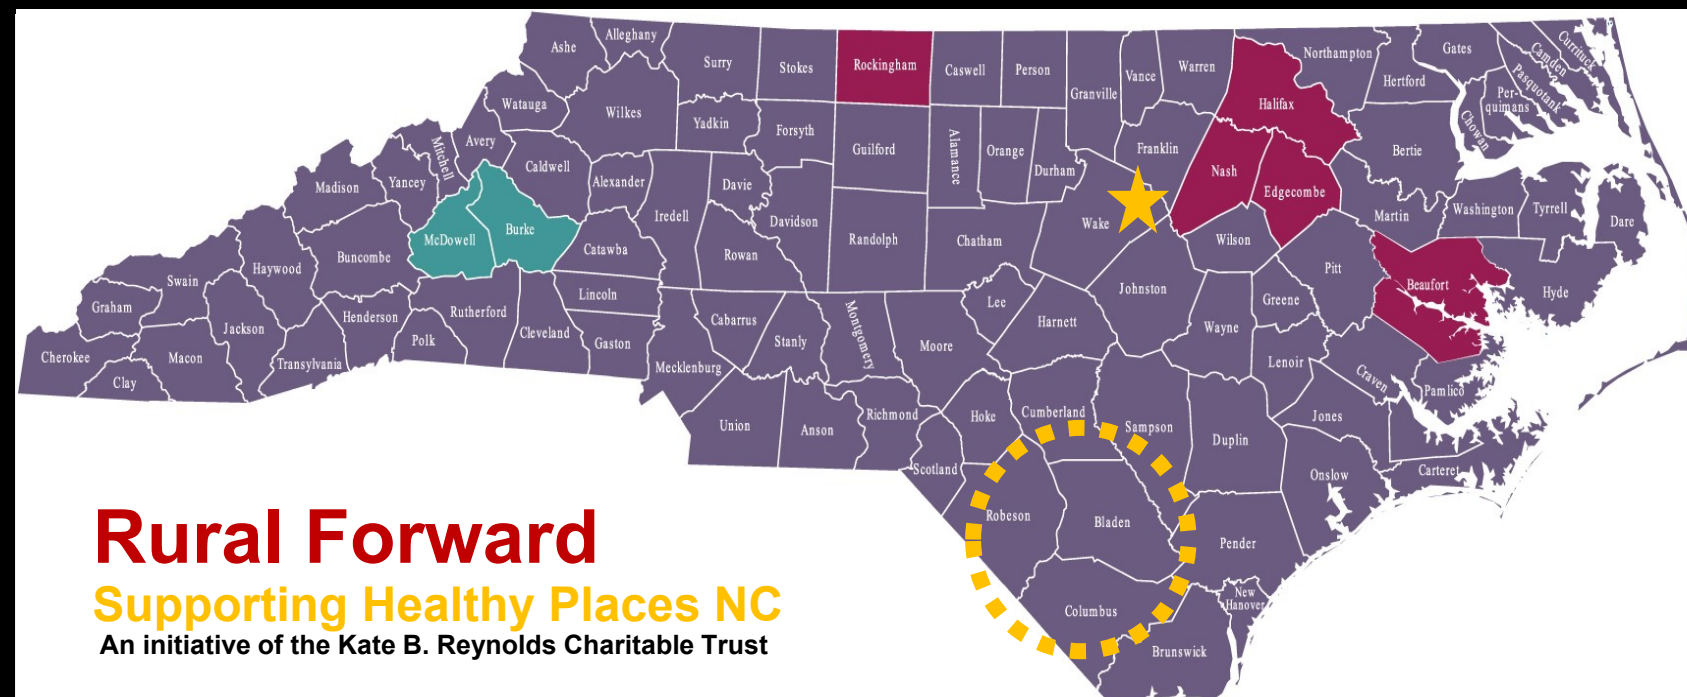 Ashe
Alleghany
Surry
Stokes
Rockingham
Caswell
Person
Granville
Vance
Warren
Northampton
Gates
Currituck
Camden
Pasquotank
Per-
quimans
Chowan
Hertford
Halifax
Bertie
Watauga
Wilkes
Yadkin
Forsyth
Guilford
Alamance
Orange
Durham
Franklin
Nash
Edgecombe
Martin
Washington
Tyrrell
Dare
Mitchell
Avery
Caldwell
Alexander
Iredell
Davie
Davidson
Randolph
Chatham
Wake
Wilson
Pitt
Beaufort
Hyde
Madison
Yancey
McDowell
Burke
Catawba
Rowan
Buncombe
Haywood
Swain
Graham
Cherokee
Clay
Macon
Jackson
Transylvania
Henderson
Polk
Rutherford
Cleveland
Lincoln
Gaston
Mecklenburg
Cabarrus
Stanly
Montgomery
Moore
Lee
Harnett
Johnston
Wayne
Greene
Lenoir
Craven
Pamlico
Jones
Carteret
Onslow
Duplin
Sampson
Cumberland
Hoke
Richmond
Scotland
Anson
Union
Robeson
Bladen
Pender
New
Hanover
Columbus
Brunswick
Rural Forward
Supporting Healthy Places NC
An initiative of the Kate B. Reynolds Charitable Trust